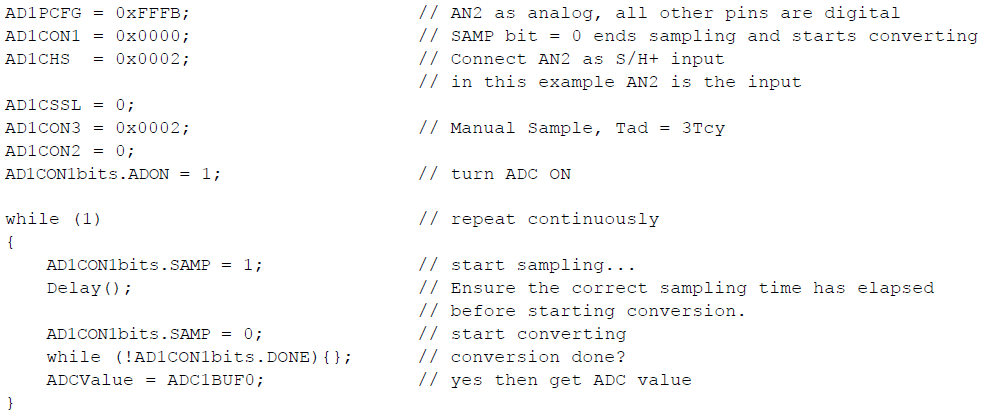 AD1PCFG = 0xFFFB; // AN2 as analog, all other pins are digital
AD1CON1 = 0x0000; // SAMP bit = 0 ends sampling and starts converting
AD1CHS = 0x0002; // Connect AN2 as S/H+ input
// in this example AN2 is the input
AD1CSSL = 0;
AD1CON3 = 0x0002; // Manual Sample, Tad = 3Tcy
AD1CON2 = 0;
AD1CON1bits.ADON = 1; // turn ADC ON
while (1) // repeat continuously
{
AD1CON1bits.SAMP = 1; // start sampling...
Delay(); // Ensure the correct sampling time has elapsed
// before starting conversion.
AD1CON1bits.SAMP = 0; // start converting
while (!AD1CON1bits.DONE){}; // conversion done?
ADCValue = ADC1BUF0; // yes then get ADC value
}